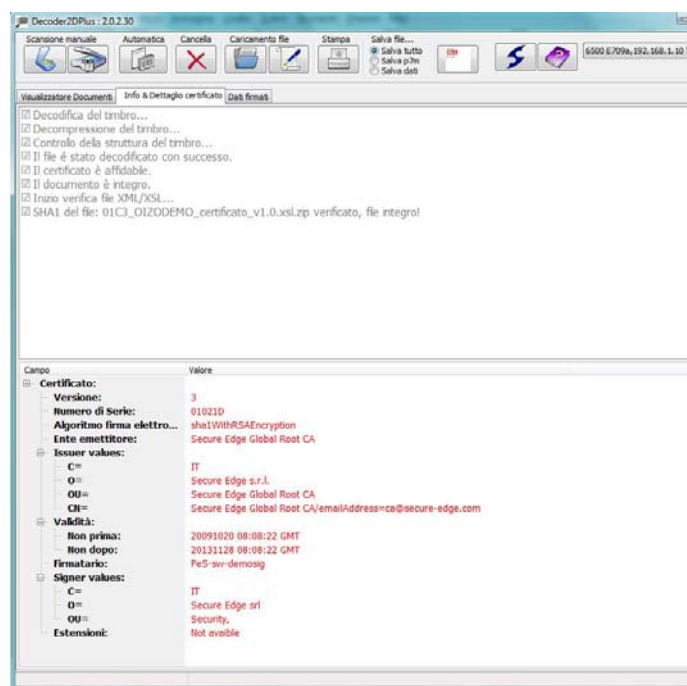 Decoder2DPlus : 2.0.2.30
Scansione manuale Automatica Cancella Caricamento file Stampa Salva file...
Salva tutto
Salva p7m
Salva dati
6500 E709a,192.168.1.10
Visualizzatore Documenti Info & Dettaglio certificato Dati firmati
Decodifica del timbro...
Decompressione del timbro...
Controllo della struttura del timbro...
Il file é stato decodificato con successo.
Il certificato è affidabile.
Il documento è integro.
Inizio verifica file XML/XSL...
SHA1 del file: 01C3_OIZODEMO_certificato_v1.0.xsl.zip verificato, file integro!
Campo Valore
Certificato:
Versione: 3
Numero di Serie: 01021D
Algoritmo firma elettro... sha1WithRSAEncryption
Ente emettitore: Secure Edge Global Root CA
Issuer values:
C= IT
O= Secure Edge s.r.l.
OU= Secure Edge Global Root CA
CN= Secure Edge Global Root CA/emailAddress=ca@secure-edge.com
Validità:
Non prima: 20091020 08:08:22 GMT
Non dopo: 20131128 08:08:22 GMT
Firmatario: PeS-sw-demosig
Signer values:
C= IT
O= Secure Edge srl
OU= Security,
Estensioni: Not avaible